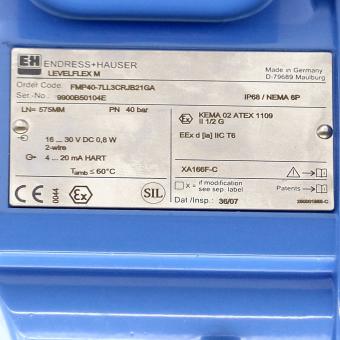 EH ENDRESS+HAUSER
LEVELFLEX M
Made in Germany
D-79689 Maulburg
Order Code: FMP40-7LL3CRJB21GA
Ser.-No.: 9900B50104E
IP68 / NEMA 6P
LN= 575MM PN 40 bar
16 ... 30 V DC 0,8 W
2-wire
4 ... 20 mA HART
Tamb ≤ 60°C
KEMA 02 ATEX 1109
II 1/2 G
EEx d [ia] IIC T6
CE 0044
Ex
SIL
XA166F-C
X = if modification
see sep. label
Patents
Dat./Insp.: 36/07